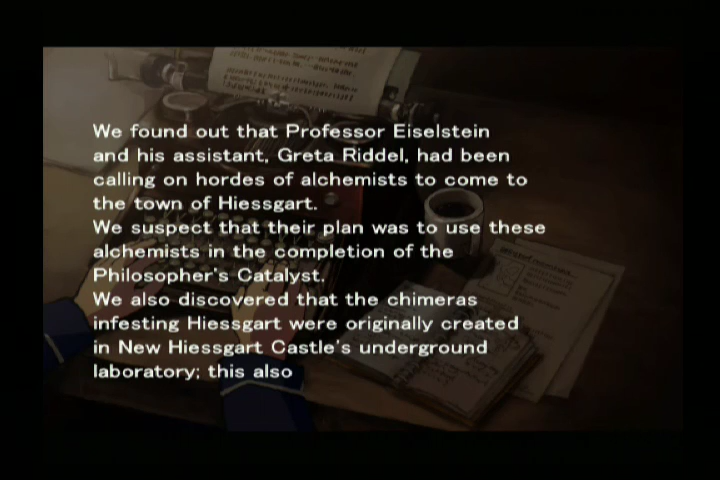 We found out that Professor Eiselstein
and his assistant, Greta Riddel, had been
calling on hordes of alchemists to come to
the town of Hiessgart.
We suspect that their plan was to use these
alchemists in the completion of the
Philosopher's Catalyst.
We also discovered that the chimeras
infesting Hiessgart were originally created
in New Hiessgart Castle's underground
laboratory; this also